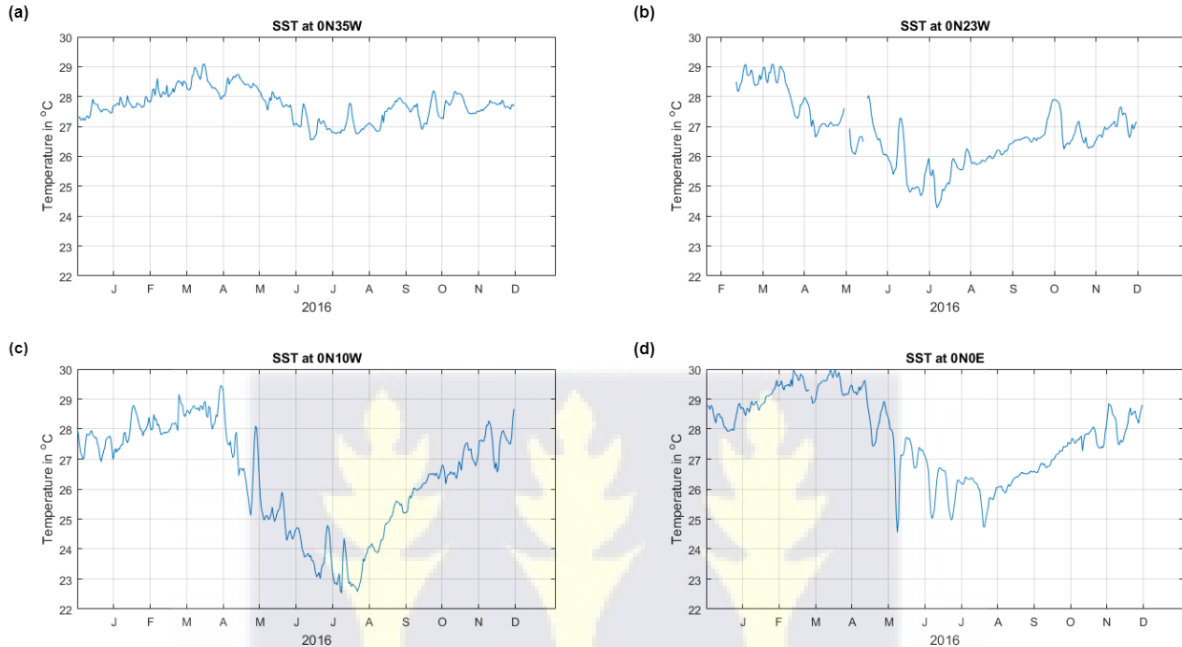 (a)
SST at 0N35W
30
29
28
27
26
25
24
23
22
Temperature in °C
J F M A M J J A S O N D
2016
(b)
SST at 0N23W
30
29
28
27
26
25
24
23
22
Temperature in °C
F M A M J J A S O N D
2016
(c)
SST at 0N10W
30
29
28
27
26
25
24
23
22
Temperature in °C
J F M A M J J A S O N D
2016
(d)
SST at 0N0E
30
29
28
27
26
25
24
23
22
Temperature in °C
J F M A M J J A S O N D
2016